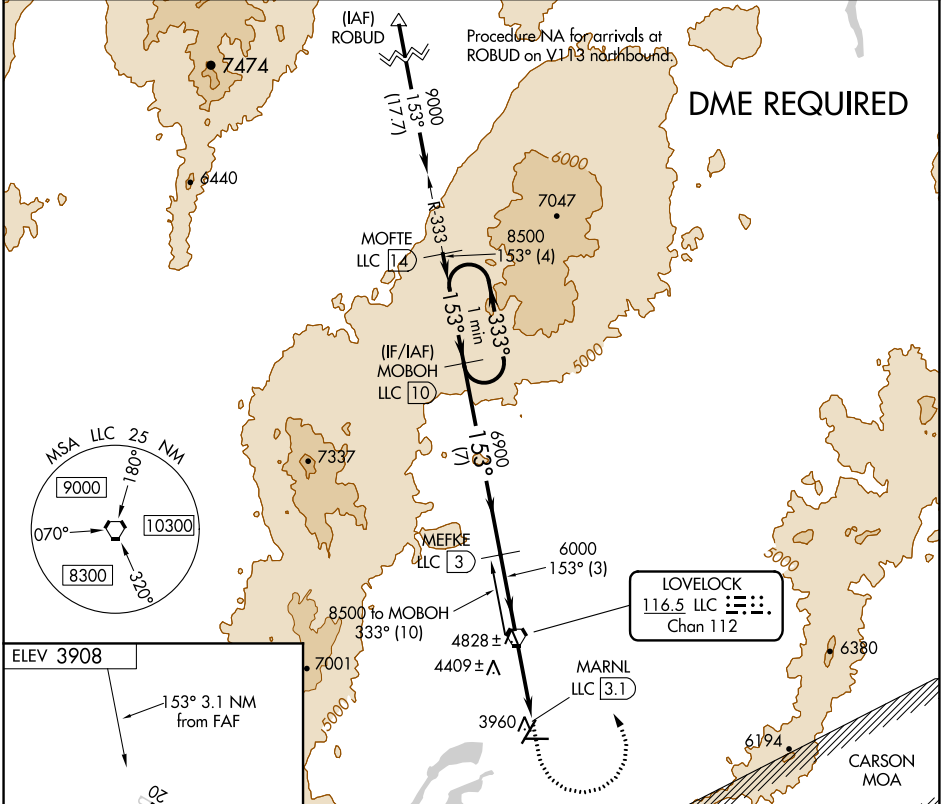 (IAF)
ROBUD
Procedure NA for arrivals at
ROBUD on V113 northbound.
7474
DME REQUIRED
9000
153°
(17.7)
6000
6440
7047
R-333
MOFTE
LLC 14
8500
153° (4)
153°
1 min
333°
(IF/IAF)
MOBOH
LLC 10
5000
6900
153°
(7)
MSA LLC 25 NM
180°
9000
070°
10300
8300
320°
7337
MEFKE
LLC 3
6000
153° (3)
5000
8500 to MOBOH
333° (10)
LOVELOCK
116.5 LLC
Chan 112
4828 ±
4409 ±
MARNL
LLC 3.1
3960
6380
6194
CARSON
MOA
7001
5000
ELEV 3908
153° 3.1 NM
from FAF
20